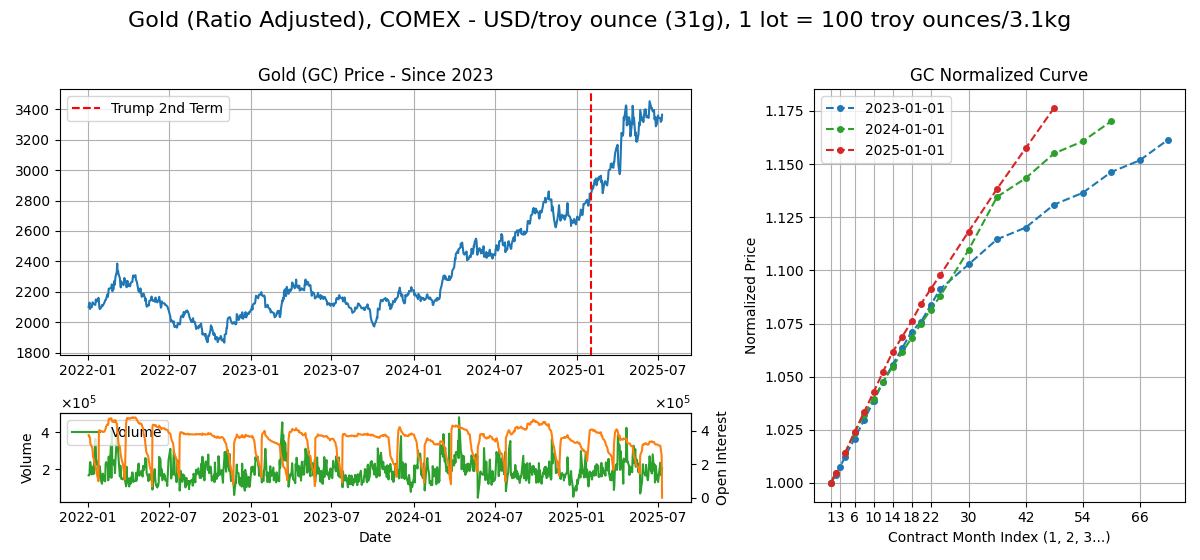 Gold (Ratio Adjusted), COMEX - USD/troy ounce (31g), 1 lot = 100 troy ounces/3.1kg
Gold (GC) Price - Since 2023
Trump 2nd Term
3400
3200
3000
2800
2600
2400
2200
2000
1800
2022-01 2022-07 2023-01 2023-07 2024-01 2024-07 2025-01 2025-07
×10⁵ ×10⁵
Volume
Volume
4
2
4
2
0
Open Interest
2022-01 2022-07 2023-01 2023-07 2024-01 2024-07 2025-01 2025-07
Date
GC Normalized Curve
2023-01-01
2024-01-01
2025-01-01
Normalized Price
1.175
1.150
1.125
1.100
1.075
1.050
1.025
1.000
1 3 6 10 14 18 22 30 42 54 66
Contract Month Index (1, 2, 3...)